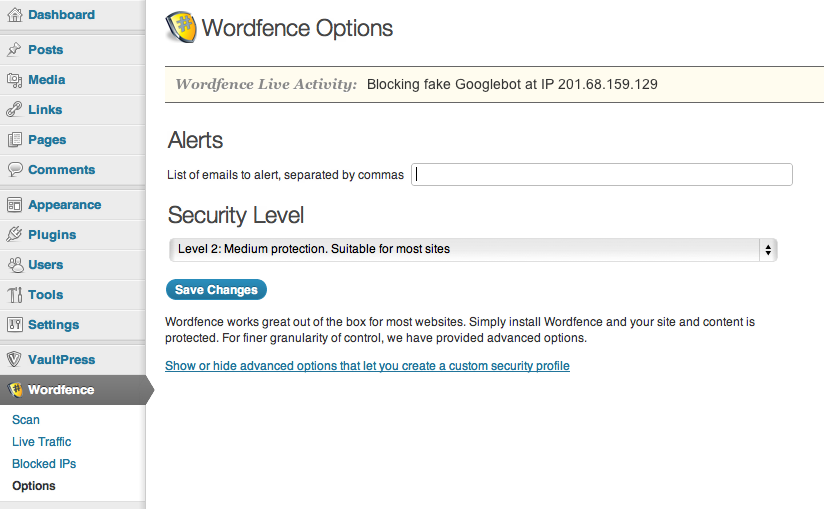 Dashboard
Posts
Media
Links
Pages
Comments
Appearance
Plugins
Users
Tools
Settings
VaultPress
Wordfence
Scan
Live Traffic
Blocked IPs
Options
Wordfence Options
Wordfence Live Activity: Blocking fake Googlebot at IP 201.68.159.129
Alerts
List of emails to alert, separated by commas
Security Level
Level 2: Medium protection. Suitable for most sites
Save Changes
Wordfence works great out of the box for most websites. Simply install Wordfence and your site and content is
protected. For finer granularity of control, we have provided advanced options.
Show or hide advanced options that let you create a custom security profile